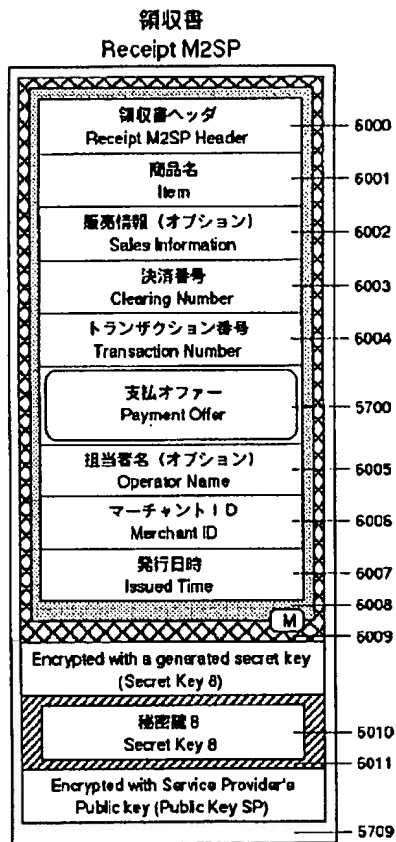 領収書
Receipt M2SP
領収書ヘッダ
Receipt M2SP Header
6000
商品名
Item
6001
販売情報（オプション）
Sales Information
6002
決済番号
Clearing Number
6003
トランザクション番号
Transaction Number
6004
支払オファー
Payment Offer
5700
担当者名（オプション）
Operator Name
6005
マーチャントＩＤ
Merchant ID
6006
発行日時
Issued Time
6007
6008
M
6009
Encrypted with a generated secret key
(Secret Key 8)
秘密鍵8
Secret Key 8
6010
6011
Encrypted with Service Provider's
Public key (Public Key SP)
5709